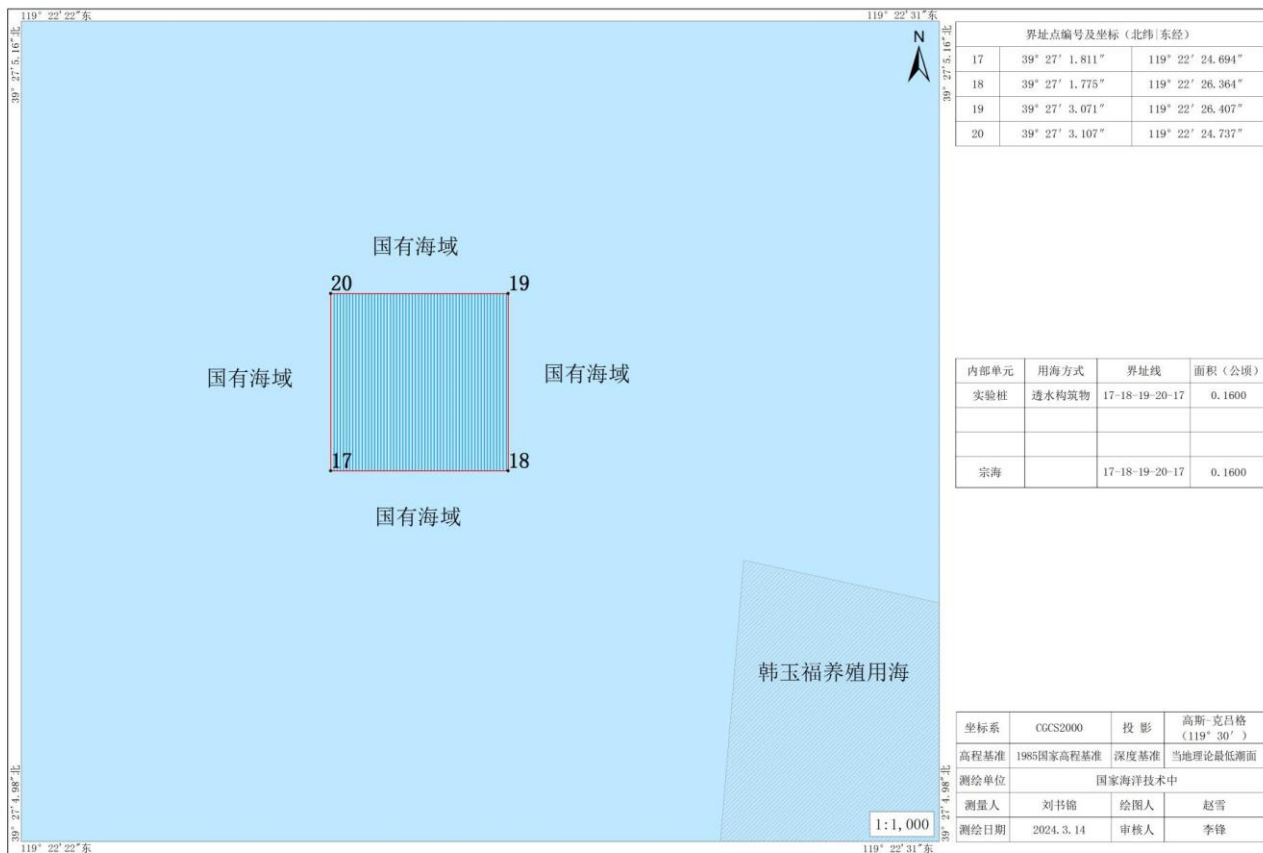 119° 22′22″东
119° 22′31″东
39° 27′5.16″北
39° 27′5.16″北
N
界址点编号及坐标（北纬|东经）
17 39° 27′ 1.811″ 119° 22′ 24.694″
18 39° 27′ 1.775″ 119° 22′ 26.364″
19 39° 27′ 3.071″ 119° 22′ 26.407″
20 39° 27′ 3.107″ 119° 22′ 24.737″
国有海域
20 19
国有海域
国有海域
17 18
国有海域
内部单元 用海方式 界址线 面积（公顷）
实验桩 透水构筑物 17-18-19-20-17 0.1600
宗海 17-18-19-20-17 0.1600
韩玉福养殖用海
坐标系 CGCS2000 投 影 高斯-克吕格
（119° 30′）
高程基准 1985国家高程基准 深度基准 当地理论最低潮面
测绘单位 国家海洋技术中
测量人 刘书锦 绘图人 赵雪
测绘日期 2024.3.14 审核人 李锋
1:1,000
39° 27′4.98″北
39° 27′4.98″北
119° 22′22″东
119° 22′31″东